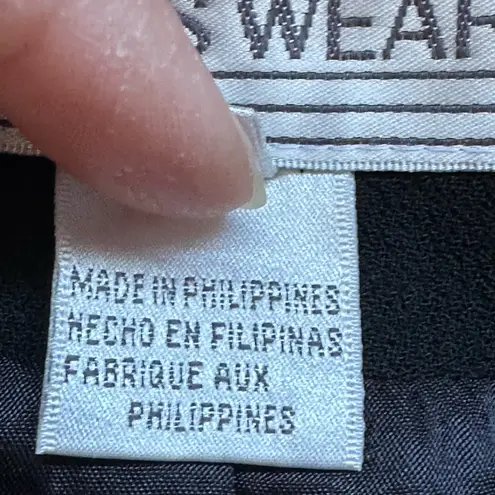 WEAR
MADE IN PHILIPPINES
HECHO EN FILIPINAS
FABRIQUE AUX
PHILIPPINES